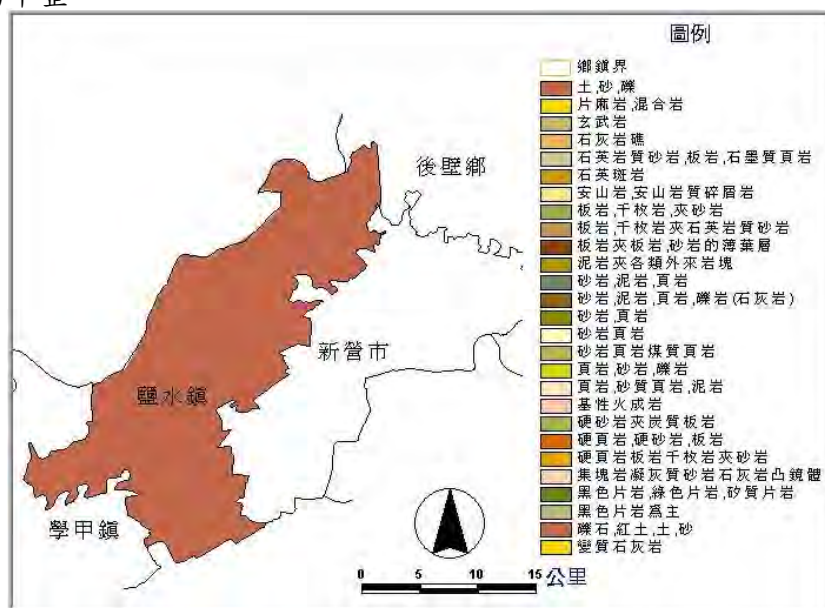 圖例
鄉鎮界
土,砂,礫
片麻岩,混合岩
玄武岩
石灰岩礁
石英岩質砂岩,板岩,石墨質頁岩
石英斑岩
安山岩,安山岩質碎屑岩
板岩,千枚岩,夾砂岩
板岩,千枚岩夾石英岩質砂岩
板岩夾板岩,砂岩的薄葉層
泥岩夾各類外來岩塊
砂岩,泥岩,頁岩
砂岩,泥岩,頁岩,礫岩(石灰岩)
砂岩,頁岩
砂岩頁岩
砂岩頁岩煤質頁岩
頁岩,砂岩,礫岩
頁岩,砂質頁岩,泥岩
基性火成岩
硬砂岩夾炭質板岩
硬頁岩,硬砂岩,板岩
硬頁岩板岩千枚岩夾砂岩
集塊岩凝灰質砂岩石灰岩凸鏡體
黑色片岩,綠色片岩,矽質片岩
黑色片岩為主
礫石,紅土,土,砂
變質石灰岩
後壁鄉
新營市
鹽水鎮
學甲鎮
0 5 10 15 公里